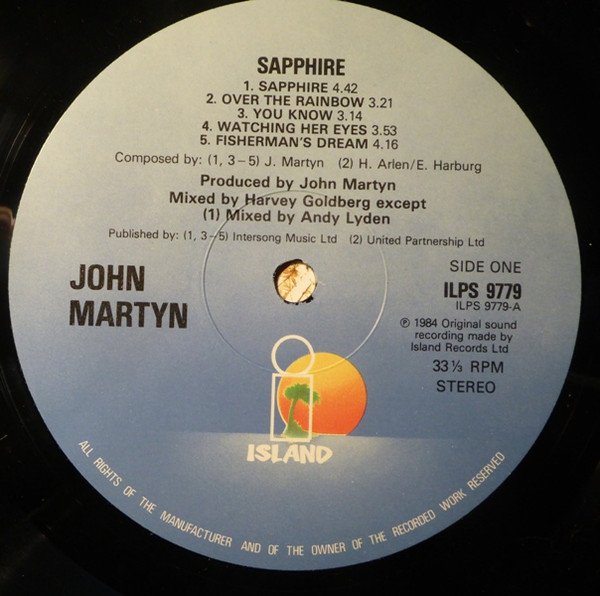 SAPPHIRE
1. SAPPHIRE 4.42
2. OVER THE RAINBOW 3.21
3. YOU KNOW 3.14
4. WATCHING HER EYES 3.53
5. FISHERMAN'S DREAM 4.16
Composed by: (1, 3–5) J. Martyn (2) H. Arlen/E. Harburg
Produced by John Martyn
Mixed by Harvey Goldberg except
(1) Mixed by Andy Lyden
Published by: (1, 3–5) Intersong Music Ltd (2) United Partnership Ltd
JOHN
MARTYN
SIDE ONE
ILPS 9779
ILPS 9779-A
℗ 1984 Original sound
recording made by
Island Records Ltd
33⅓ RPM
STEREO
i
ISLAND
ALL RIGHTS OF THE MANUFACTURER AND OF THE OWNER OF THE RECORDED WORK RESERVED